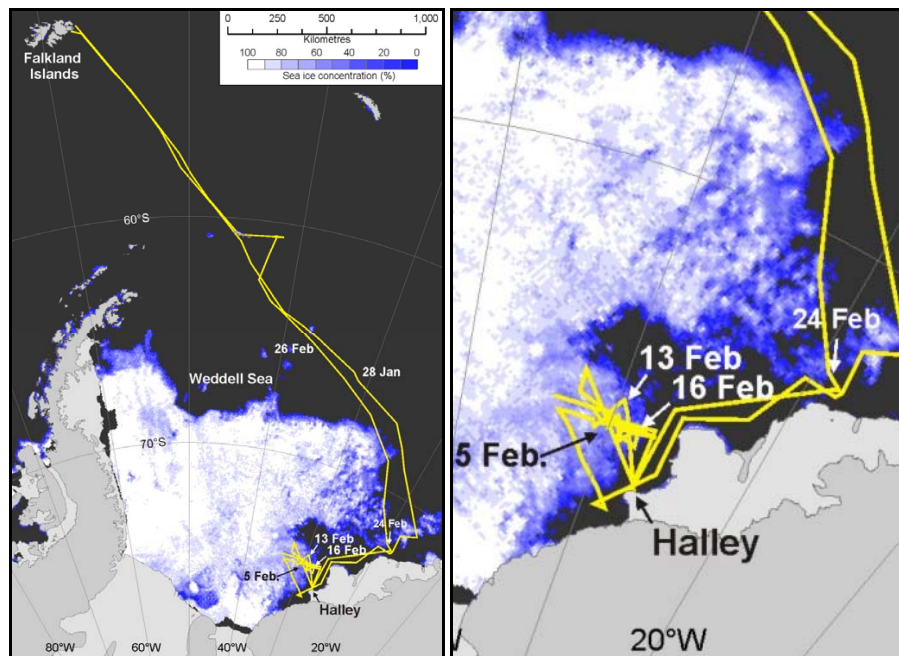 0 250 500 1,000
Kilometres
100 80 60 40 20 0
Sea ice concentration (%)
Falkland
Islands
60°S
26 Feb
28 Jan
Weddell Sea
70°S
24 Feb
13 Feb
16 Feb
5 Feb.
Halley
80°W 60°W 40°W 20°W
24 Feb
13 Feb
16 Feb
5 Feb.
Halley
20°W